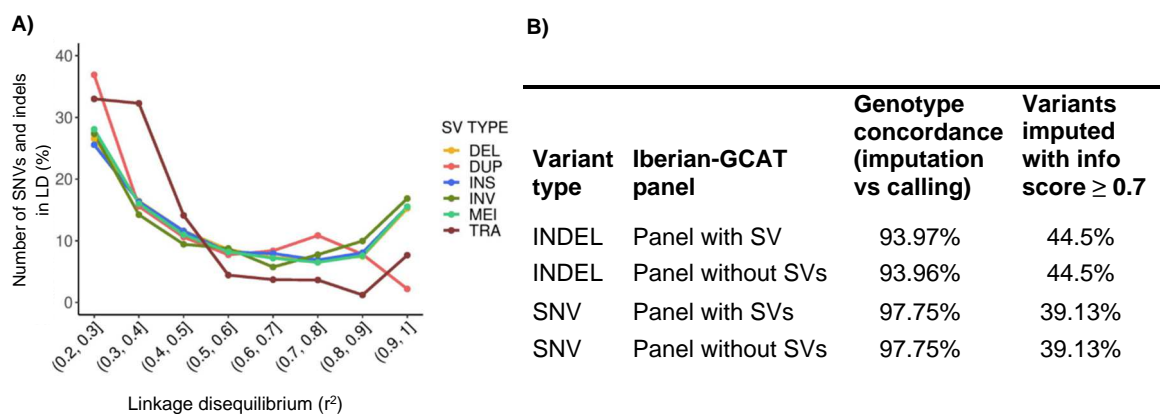 A)
Number of SNVs and indels
in LD (%)
40
30
20
10
0
(0.2, 0.3]
(0.3, 0.4]
(0.4, 0.5]
(0.5, 0.6]
(0.6, 0.7]
(0.7, 0.8]
(0.8, 0.9]
(0.9, 1]
Linkage disequilibrium (r²)
SV TYPE
DEL
DUP
INS
INV
MEI
TRA
B)
Variant type Iberian-GCAT panel Genotype concordance (imputation vs calling) Variants imputed with info score ≥ 0.7
INDEL Panel with SV 93.97% 44.5%
INDEL Panel without SVs 93.96% 44.5%
SNV Panel with SVs 97.75% 39.13%
SNV Panel without SVs 97.75% 39.13%